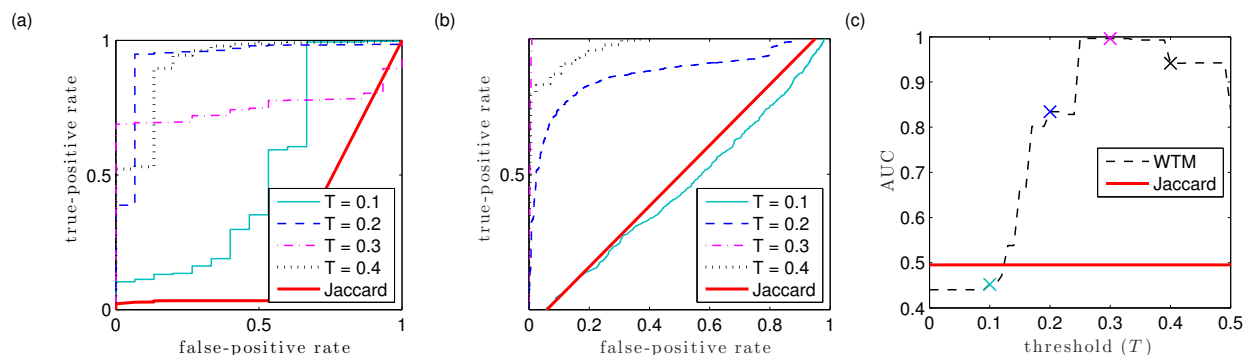 (a)
true-positive rate
1
0.5
0
0
0.5
1
false-positive rate
T = 0.1
T = 0.2
T = 0.3
T = 0.4
Jaccard
(b)
true-positive rate
0.5
0
0.2
0.4
0.6
0.8
1
false-positive rate
T = 0.1
T = 0.2
T = 0.3
T = 0.4
Jaccard
(c)
AUC
1
0.9
0.8
0.7
0.6
0.5
0.4
0
0.1
0.2
0.3
0.4
0.5
threshold (T)
WTM
Jaccard